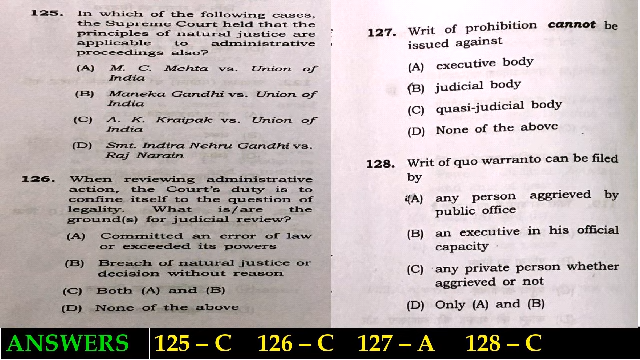 125. In which of the following cases,
the Supreme Court held that the
principles of natural justice are
applicable to administrative
proceedings also?
(A) M. C. Mehta vs. Union of
India
(B) Maneka Gandhi vs. Union of
India
(C) A. K. Kraipak vs. Union of
India
(D) Smt. Indira Nehru Gandhi vs.
Raj Narain
126. When reviewing administrative
action, the Court's duty is to
confine itself to the question of
legality. What is/are the
ground(s) for judicial review?
(A) Committed an error of law
or exceeded its powers
(B) Breach of natural justice or
decision without reason
(C) Both (A) and (B)
(D) None of the above
127. Writ of prohibition cannot be
issued against
(A) executive body
(B) judicial body
(C) quasi-judicial body
(D) None of the above
128. Writ of quo warranto can be filed
by
(A) any person aggrieved by
public office
(B) an executive in his official
capacity
(C) any private person whether
aggrieved or not
(D) Only (A) and (B)
ANSWERS 125 – C 126 – C 127 – A 128 – C